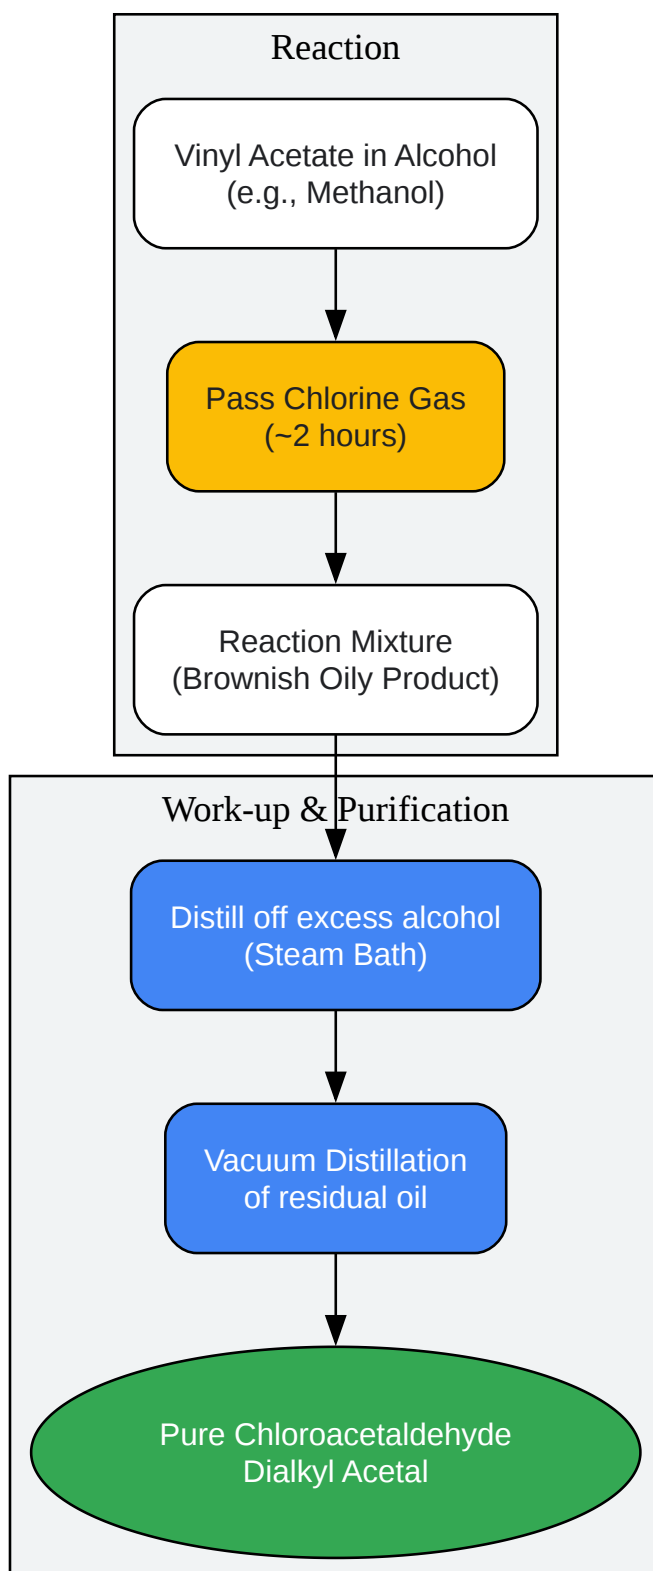 Reaction
Vinyl Acetate in Alcohol
(e.g., Methanol)
Pass Chlorine Gas
(~2 hours)
Reaction Mixture
(Brownish Oily Product)
Work-up & Purification
Distill off excess alcohol
(Steam Bath)
Vacuum Distillation
of residual oil
Pure Chloroacetaldehyde
Dialkyl Acetal